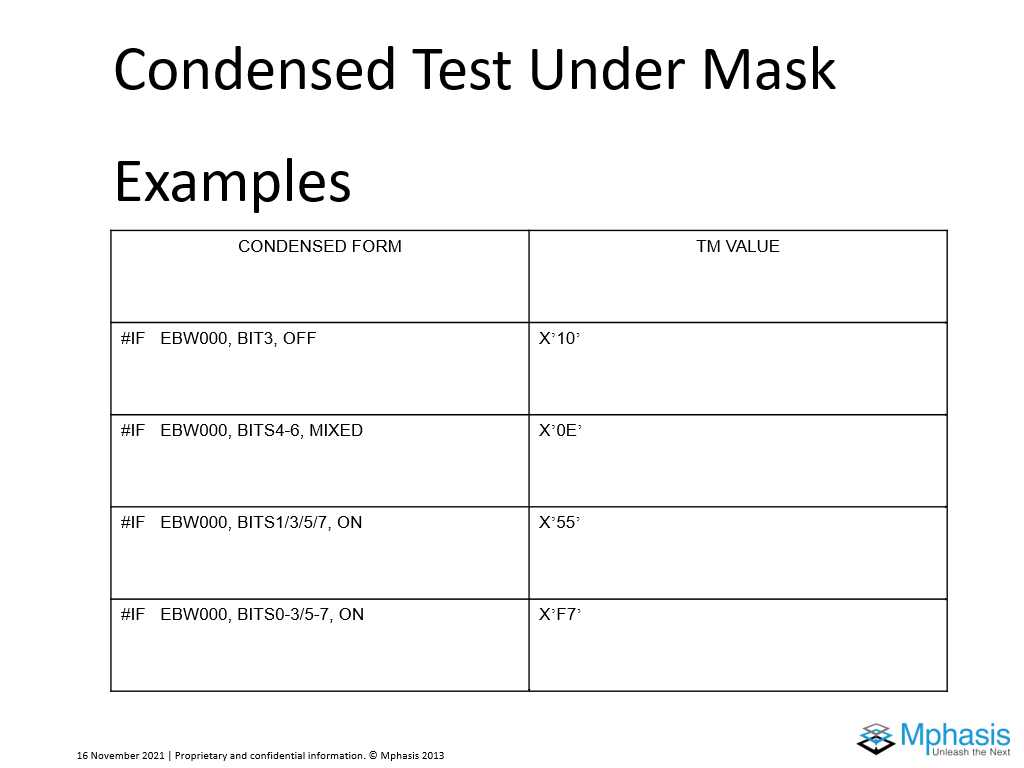 Condensed Test Under Mask
Examples
CONDENSED FORM
TM VALUE
#IF EBW000, BIT3, OFF
X’10’
#IF EBW000, BITS4-6, MIXED
X’0E’
#IF EBW000, BITS1/3/5/7, ON
X’55’
#IF EBW000, BITS0-3/5-7, ON
X’F7’
16 November 2021 | Proprietary and confidential information. © Mphasis 2013
Mphasis
Unleash the Next